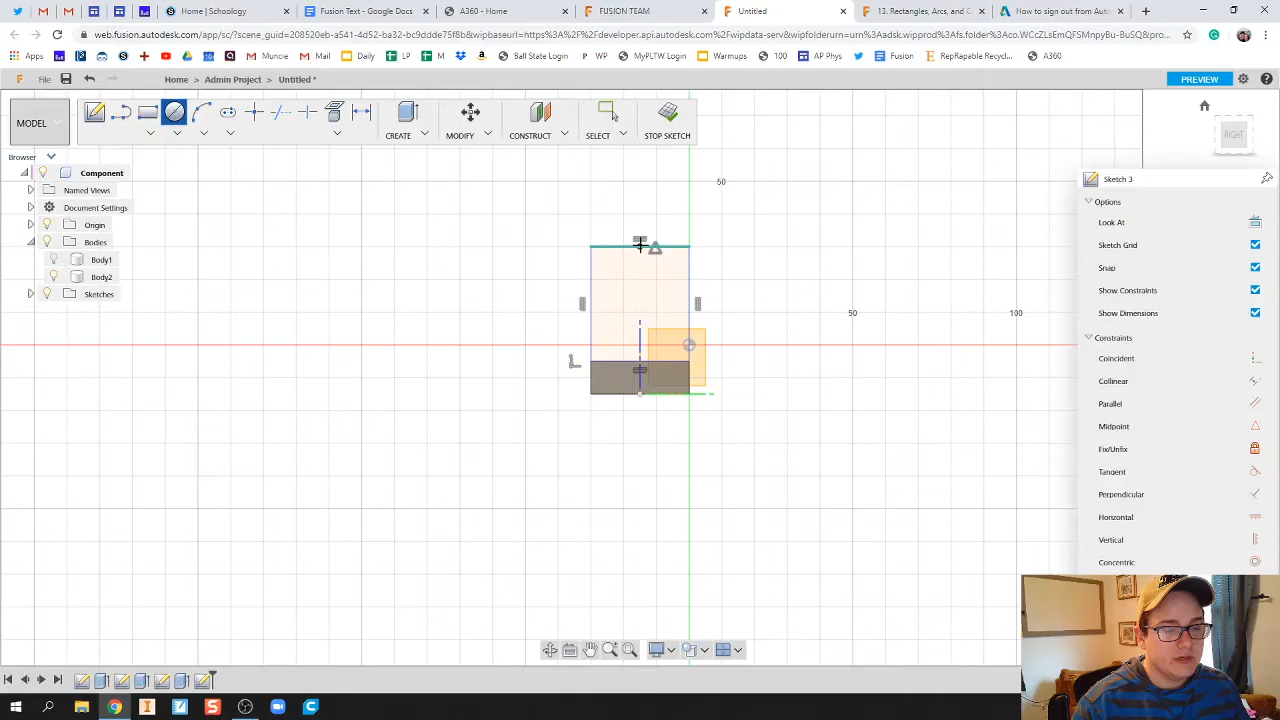 Home | Schoology
Fusion Text - Google Docs
A360 - Home
FUSION TEAM
Untitled
13. Rectangles, Arcs, and C
How to sign out from Autod
web.fusion.autodesk.com/app/sc/?scene_guid=208520eb-a541-4d52-ba32-bc9ddde75f8b&wipbaseurl=https%3A%2F%2Fdeveloper.api.autodesk.com%2Fwipdata-serv&wipfolderurn=urn%3Aadsk.wipprod%3Afs.folder%3Aco.WCcZLsEmQFSMnpyBu-BuSQ&pro...
Apps
Munce
Mail
Daily
LP
M
Ball State Login
WP
MyPLTW Login
Warmups
100
AP Phys
Fusion
RepRapable Recycl...
A360
File
Home
Admin Project
Untitled *
PREVIEW
MODEL
CREATE
MODIFY
CONSTRUCT
SELECT
STOP SKETCH
RIGHT
Browser
Component
Named Views
Document Settings
Origin
Bodies
Body1
Body2
Sketches
50
50
100
Sketch 3
Options
Look At
Sketch Grid
Snap
Show Constraints
Show Dimensions
Constraints
Coincident
Collinear
Parallel
Midpoint
Fix/Unfix
Tangent
Perpendicular
Horizontal
Vertical
Concentric